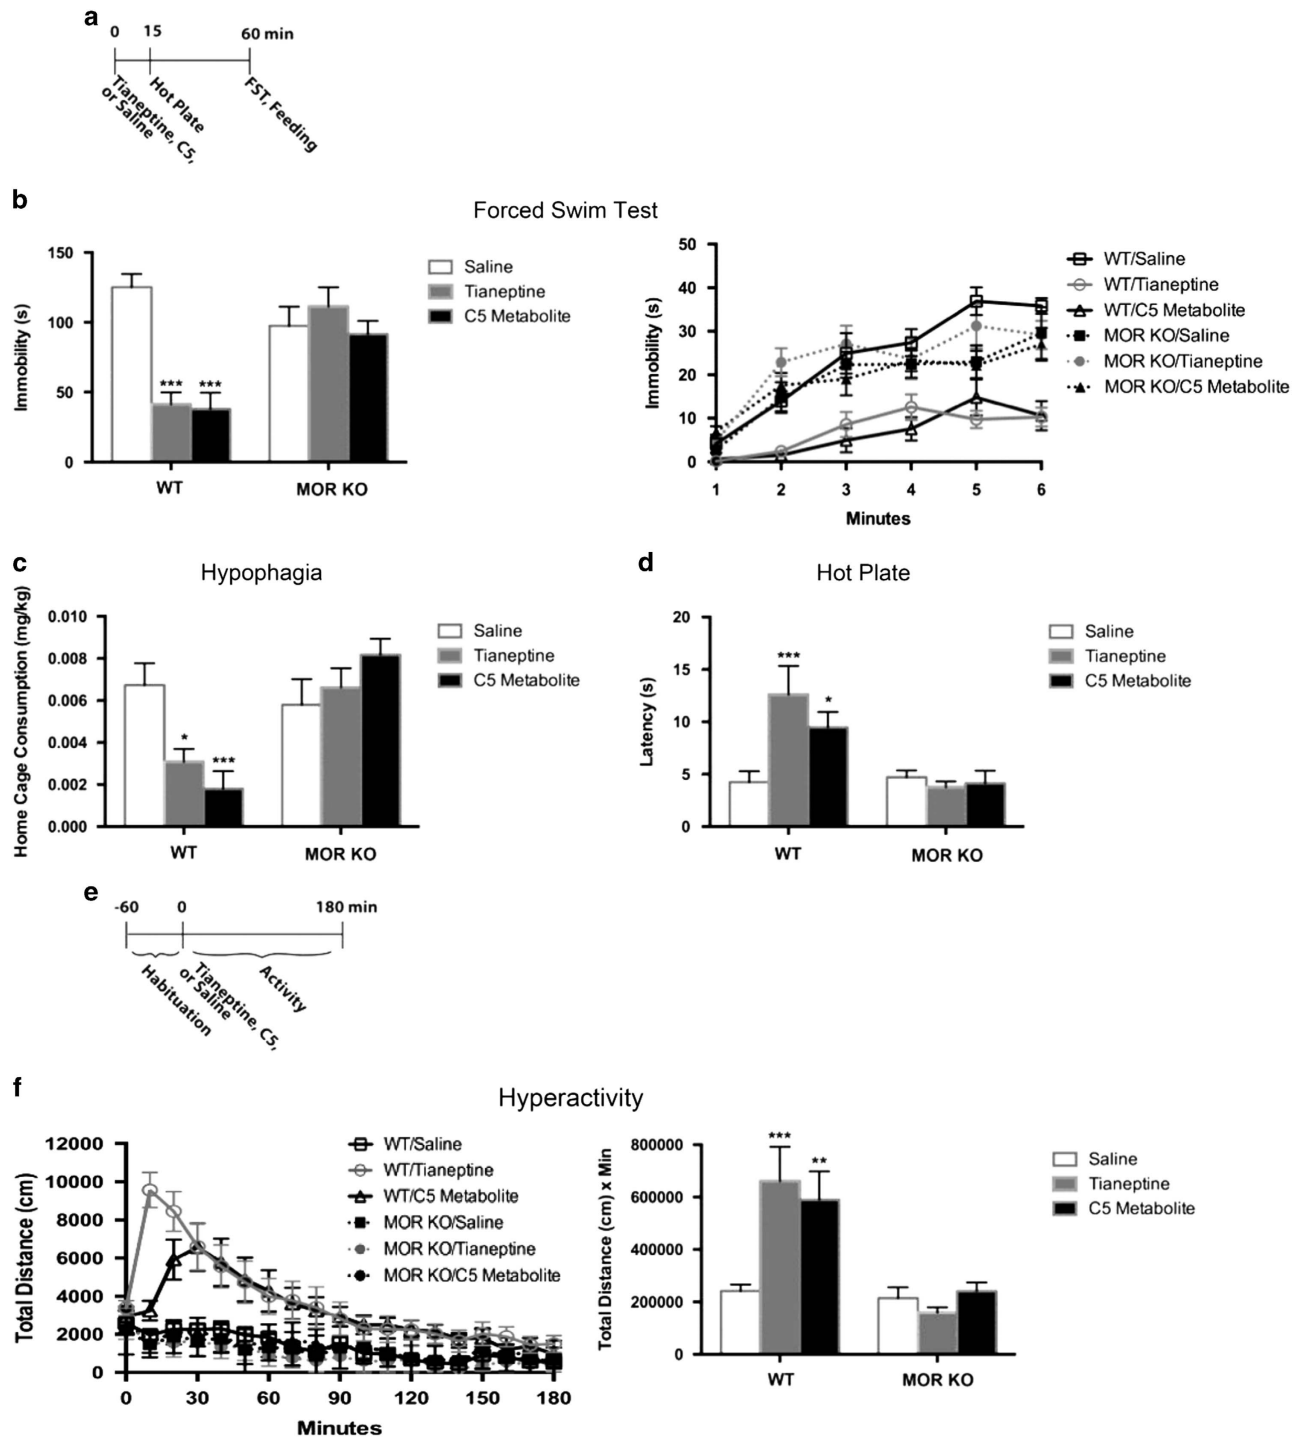 a
0 15 60 min
Tianeptine, C5,
or Saline
Hot Plate
FST, Feeding
b
Forced Swim Test
Immobility (s)
150
100
50
0
*** ***
WT MOR KO
Saline
Tianeptine
C5 Metabolite
Immobility (s)
50
40
30
20
10
0
1 2 3 4 5 6
Minutes
WT/Saline
WT/Tianeptine
WT/C5 Metabolite
MOR KO/Saline
MOR KO/Tianeptine
MOR KO/C5 Metabolite
c
Hypophagia
Home Cage Consumption (mg/kg)
0.010
0.008
0.006
0.004
0.002
0.000
* ***
WT MOR KO
Saline
Tianeptine
C5 Metabolite
d
Hot Plate
Latency (s)
20
15
10
5
0
*** *
WT MOR KO
Saline
Tianeptine
C5 Metabolite
e
-60 0 180 min
Habituation
Tianeptine, C5,
or Saline
Activity
f
Hyperactivity
Total Distance (cm)
12000
10000
8000
6000
4000
2000
0
0 30 60 90 120 150 180
Minutes
WT/Saline
WT/Tianeptine
WT/C5 Metabolite
MOR KO/Saline
MOR KO/Tianeptine
MOR KO/C5 Metabolite
Total Distance (cm) x Min
800000
600000
400000
200000
0
*** **
WT MOR KO
Saline
Tianeptine
C5 Metabolite